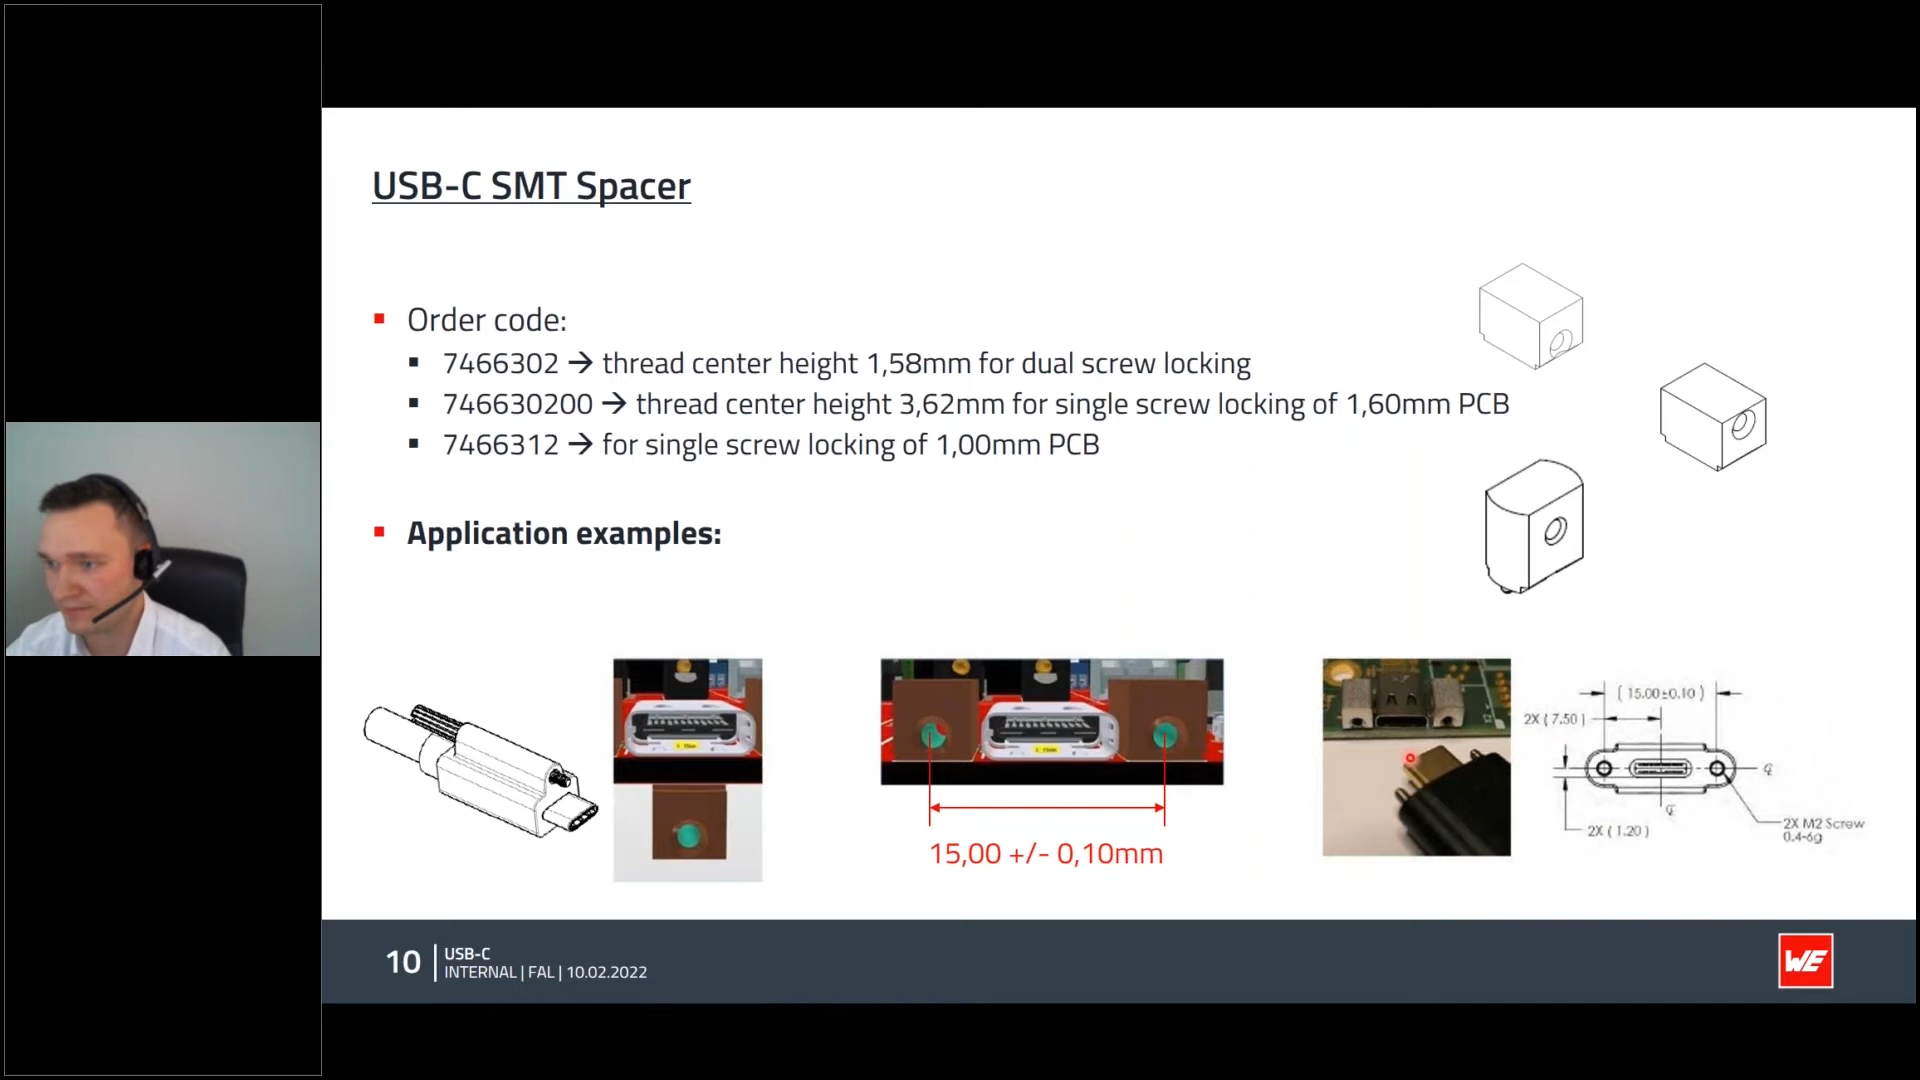 USB-C SMT Spacer
Order code:
7466302 → thread center height 1,58mm for dual screw locking
746630200 → thread center height 3,62mm for single screw locking of 1,60mm PCB
7466312 → for single screw locking of 1,00mm PCB
Application examples:
15,00 +/- 0,10mm
( 15.00±0.10 )
2X ( 7.50 )
2X ( 1.20 )
2X M2 Screw
0.4-6g
10
USB-C
INTERNAL | FAL | 10.02.2022
WE